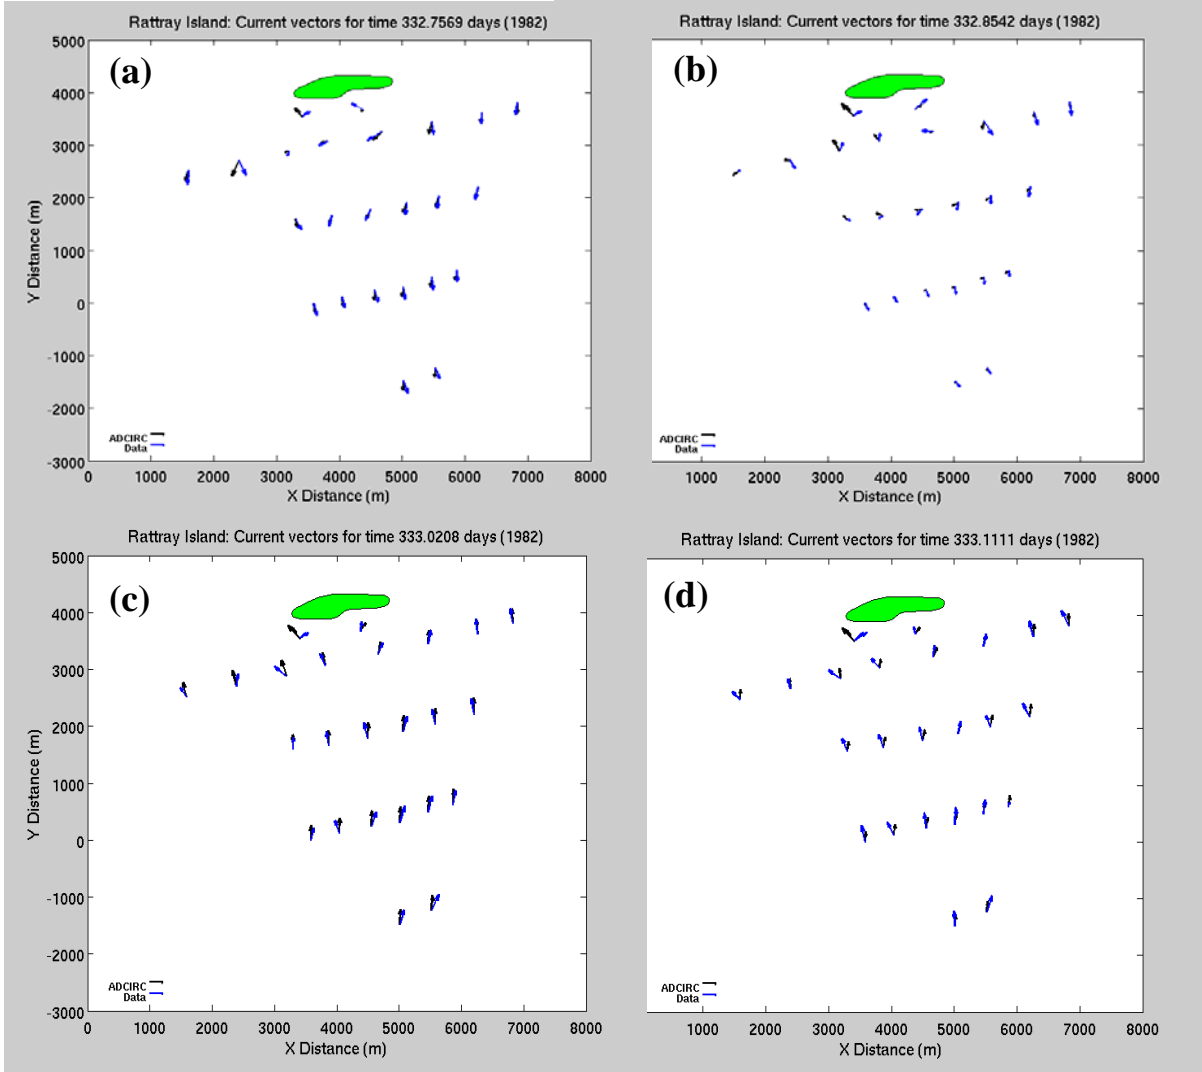 Rattray Island: Current vectors for time 332.7569 days (1982)
(a)
5000
4000
3000
2000
1000
0
-1000
-2000
-3000
Y Distance (m)
ADCIRC
Data
0 1000 2000 3000 4000 5000 6000 7000 8000
X Distance (m)
Rattray Island: Current vectors for time 332.8542 days (1982)
(b)
ADCIRC
Data
1000 2000 3000 4000 5000 6000 7000 8000
X Distance (m)
Rattray Island: Current vectors for time 333.0208 days (1982)
(c)
5000
4000
3000
2000
1000
0
-1000
-2000
-3000
Y Distance (m)
ADCIRC
Data
0 1000 2000 3000 4000 5000 6000 7000 8000
X Distance (m)
Rattray Island: Current vectors for time 333.1111 days (1982)
(d)
ADCIRC
Data
1000 2000 3000 4000 5000 6000 7000 8000
X Distance (m)